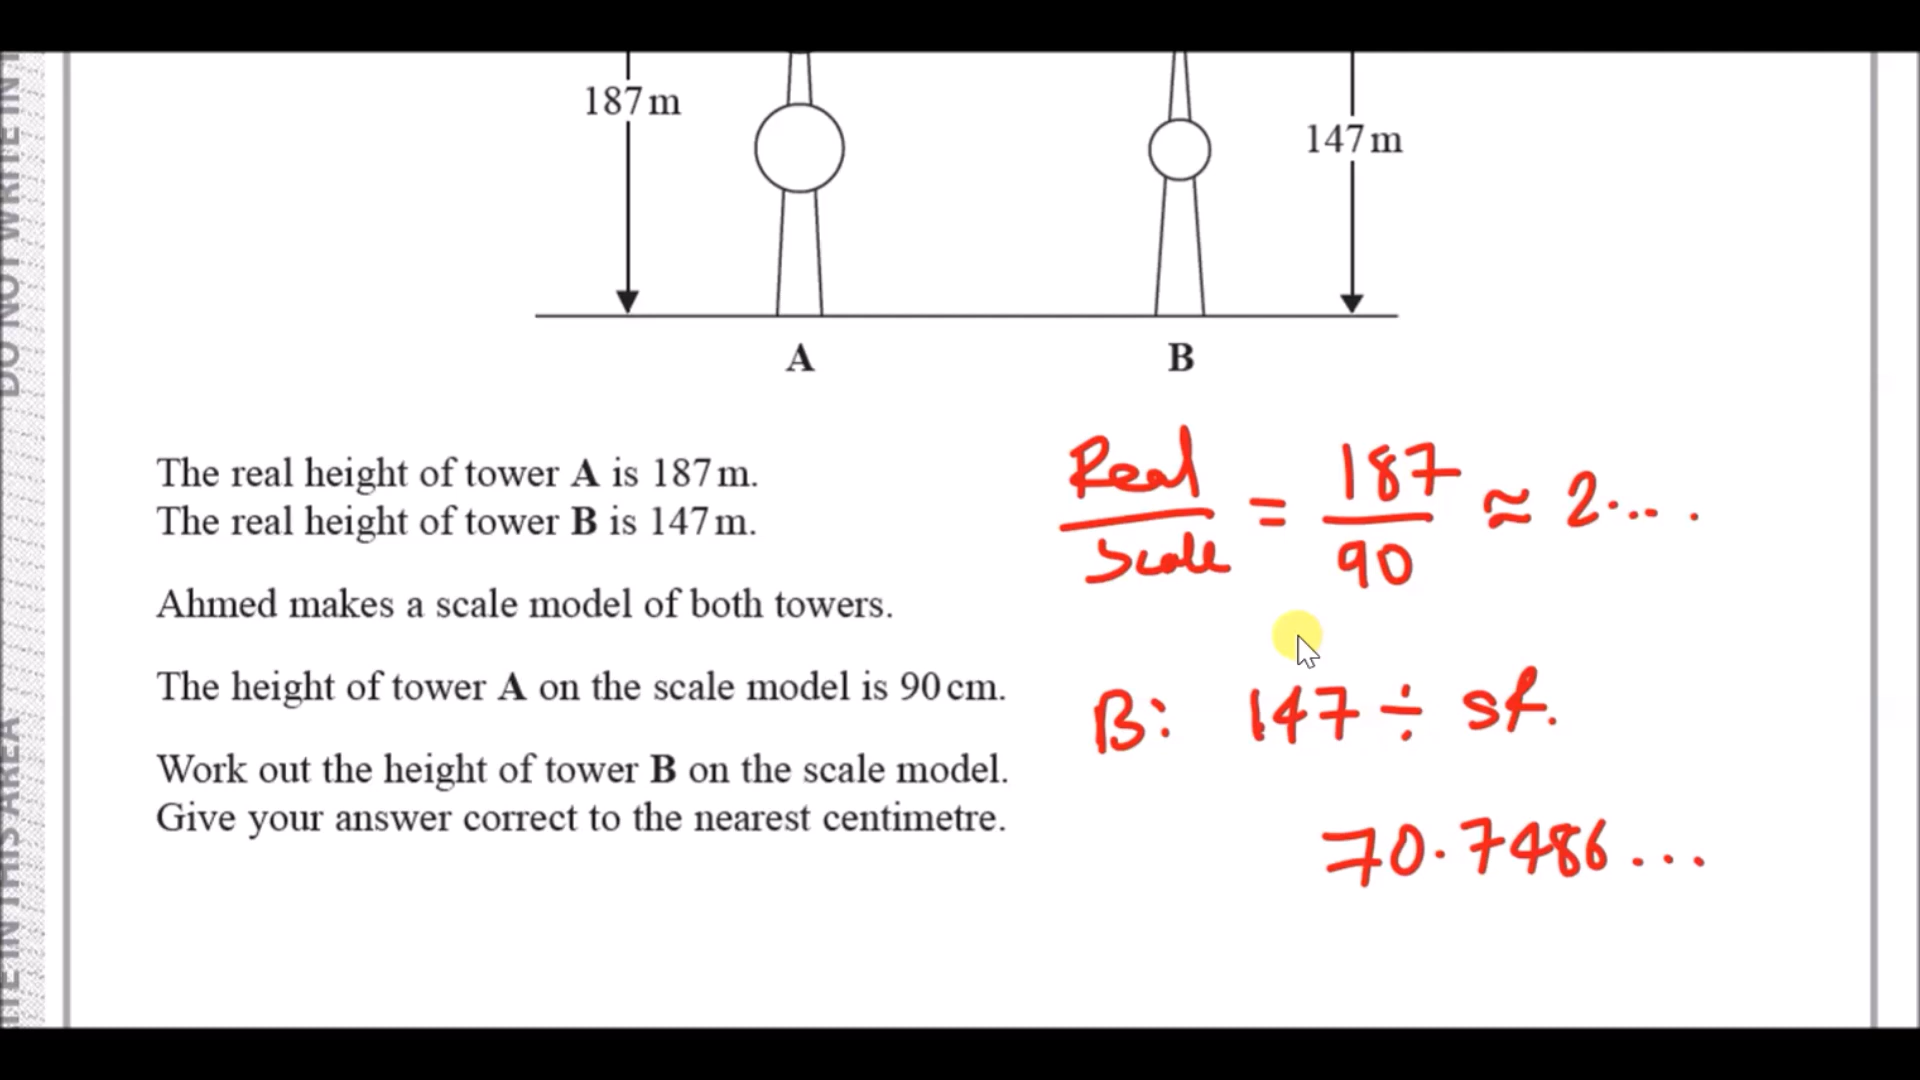 DO NOT WRITE IN
187 m
147 m
A
B
The real height of tower A is 187 m.
The real height of tower B is 147 m.
Ahmed makes a scale model of both towers.
The height of tower A on the scale model is 90 cm.
Work out the height of tower B on the scale model.
Give your answer correct to the nearest centimetre.
Real / Scale = 187 / 90 ≈ 2.... .
B: 147 ÷ sf.
70.7486...
TE IN THIS AREA